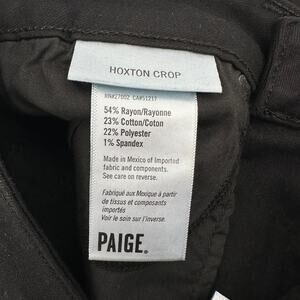 HOXTON CROP
RN#27002 CA#51217
54% Rayon/Rayonne
23% Cotton/Coton
22% Polyester
1% Spandex
Made in Mexico of Imported
fabric and components.
See care on reverse.
Fabriqué aux Mexique à partir
de tissus et composants
importés
Voir le soin sur l'inverse.
PAIGE.